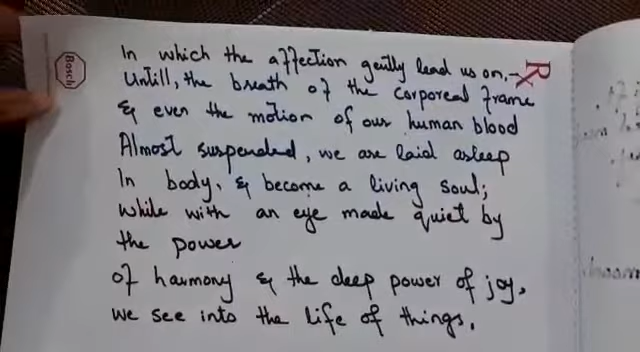 In which the affection gently lead us on,-
Untill, the breath of the corporeal frame
& even the motion of our human blood
Almost suspended, we are laid asleep
In body, & become a living soul;
While with an eye made quiet by
the power
of harmony & the deep power of joy,
we see into the life of things.
Bosch
Rx